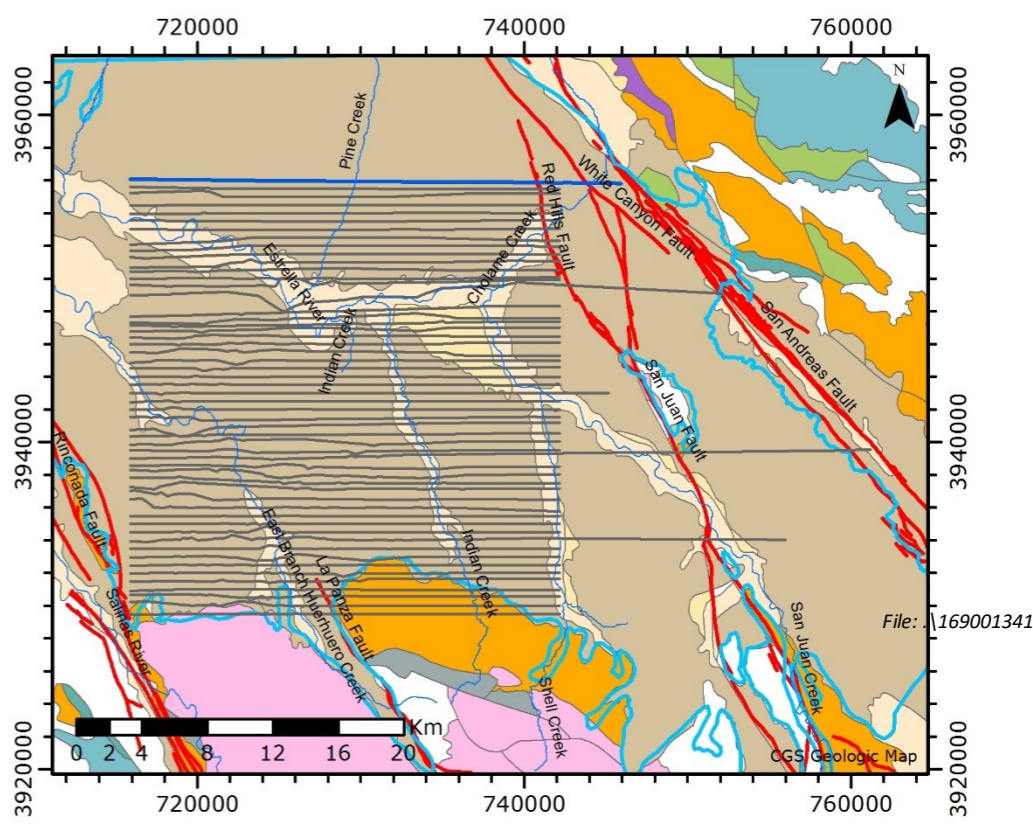 720000
740000
760000
3960000
3960000
N
Pine Creek
White Canyon Fault
Red Hills Fault
Cholame Creek
Estrella River
Indian Creek
San Andreas Fault
San Juan Fault
3940000
3940000
Rinconada Fault
East Branch Huerhuero Creek
La Panza Fault
Indian Creek
Salinas River
San Juan Creek
File: .\169001341
Shell Creek
Km
0 2 4 8 12 16 20
CGS Geologic Map
3920000
3920000
720000
740000
760000